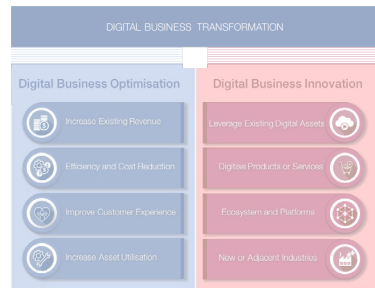 DIGITAL BUSINESS TRANSFORMATION
Digital Business Optimisation
Increase Existing Revenue
Efficiency and Cost Reduction
Improve Customer Experience
Increase Asset Utilisation
Digital Business Innovation
Leverage Existing Digital Assets
Digitise Products or Services
Ecosystem and Platforms
New or Adjacent Industries